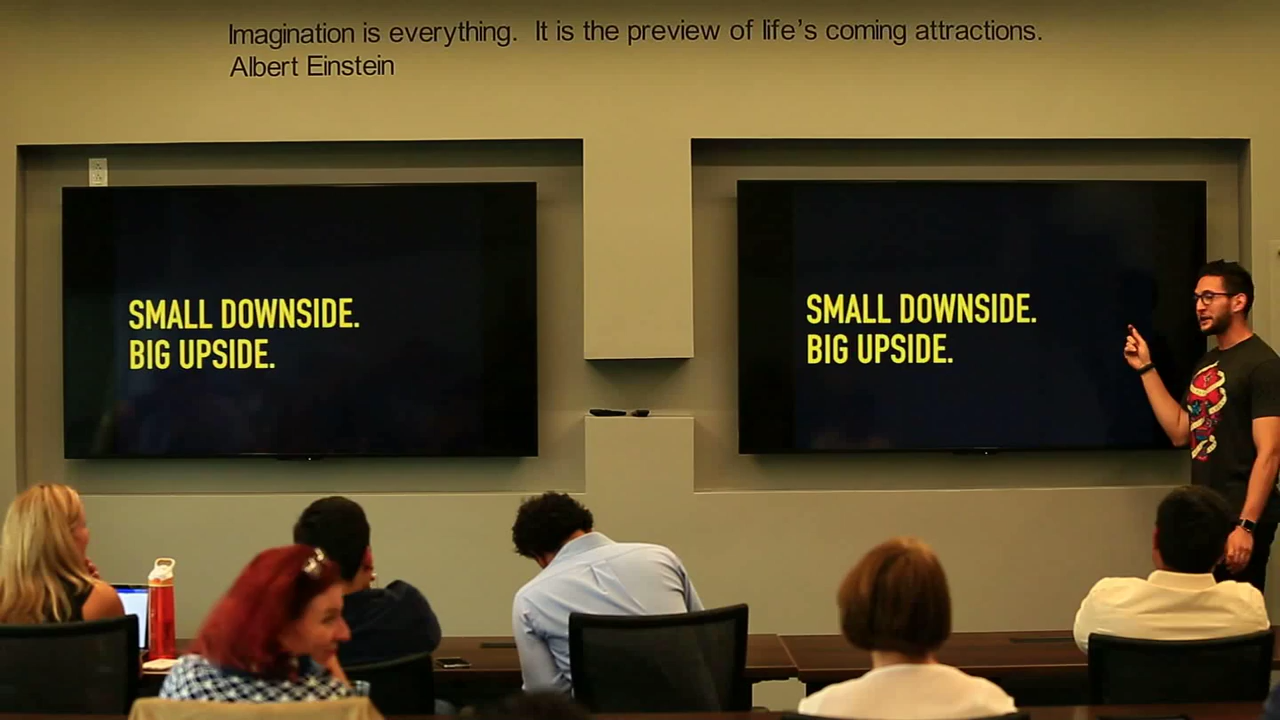 Imagination is everything. It is the preview of life's coming attractions.
Albert Einstein
SMALL DOWNSIDE.
BIG UPSIDE.
SMALL DOWNSIDE.
BIG UPSIDE.